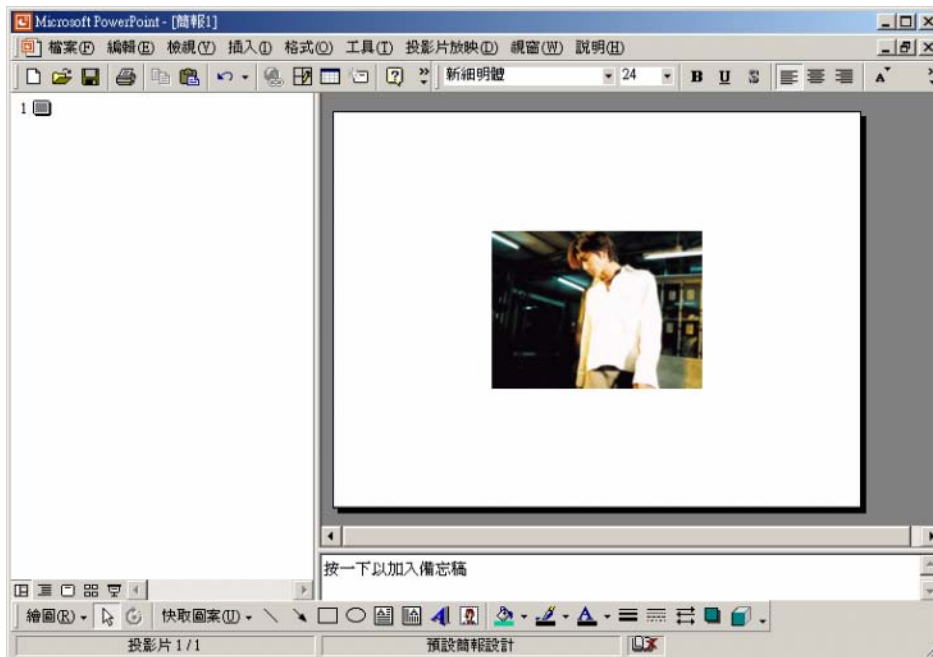 Microsoft PowerPoint - [簡報1]
檔案(F) 編輯(E) 檢視(V) 插入(I) 格式(O) 工具(T) 投影片放映(D) 視窗(W) 說明(H)
新細明體 24 B U S A
1
按一下以加入備忘稿
繪圖(R) 快取圖案(U) A A
投影片 1 / 1 預設簡報設計